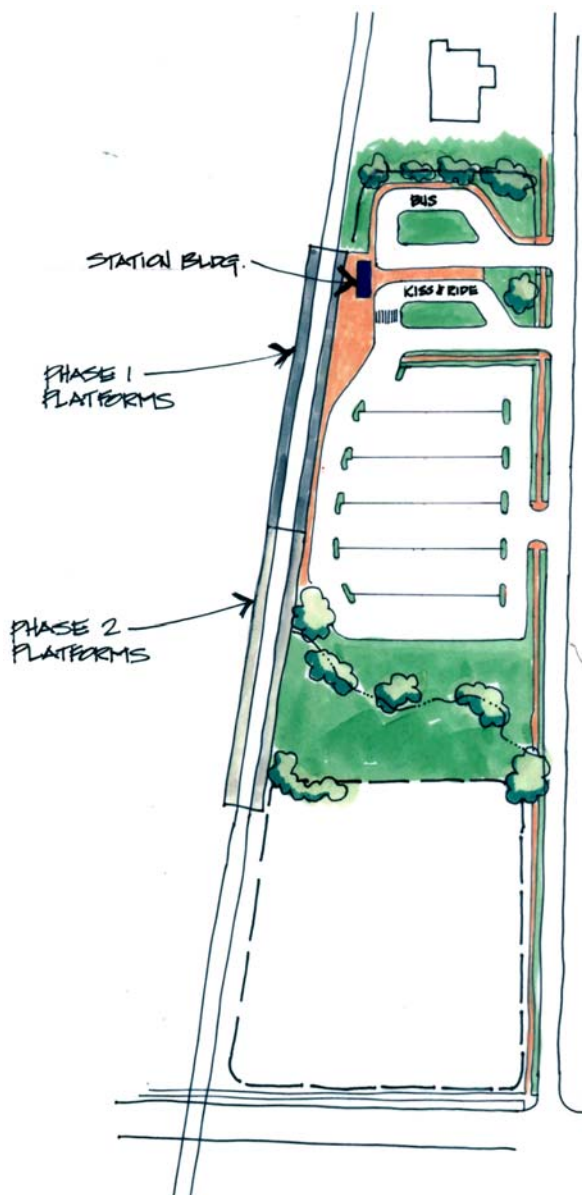 BUS
STATION BLDG.
KISS & RIDE
PHASE 1
PLATFORMS
PHASE 2
PLATFORMS